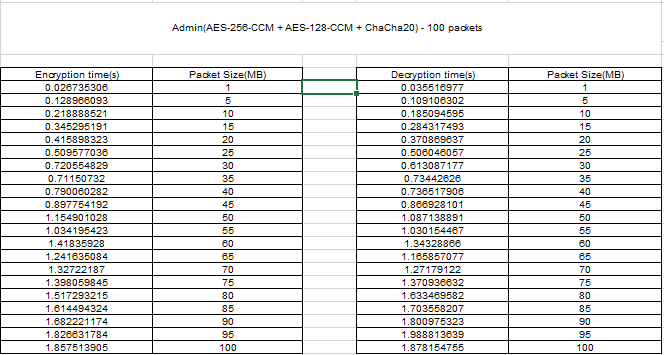 Admin(AES-256-CCM + AES-128-CCM + ChaCha20) - 100 packets
Encryption time(s) Packet Size(MB) Decryption time(s) Packet Size(MB)
0.026735306 1 0.035516977 1
0.128966093 5 0.109106302 5
0.218888521 10 0.185094595 10
0.345295191 15 0.284317493 15
0.415898323 20 0.370869637 20
0.509577036 25 0.506046057 25
0.720554829 30 0.613087177 30
0.71150732 35 0.73442626 35
0.790060282 40 0.736517906 40
0.897754192 45 0.866928101 45
1.154901028 50 1.087138891 50
1.034195423 55 1.030154467 55
1.41835928 60 1.34328866 60
1.241635084 65 1.165857077 65
1.32722187 70 1.27179122 70
1.398059845 75 1.370936632 75
1.517293215 80 1.633469582 80
1.614494324 85 1.703558207 85
1.682221174 90 1.800975323 90
1.826631784 95 1.988813639 95
1.857513905 100 1.878154755 100